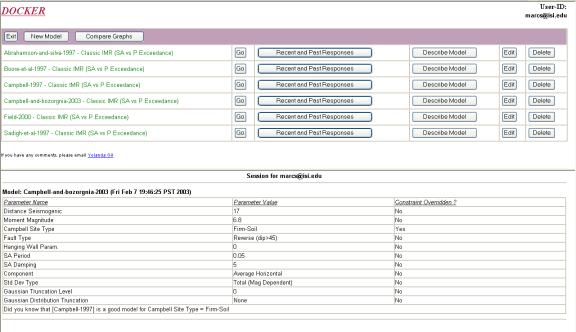 DOCKER
User-ID:
marcs@isi.edu
Exit New Model Compare Graphs
Abrahamson-and-silva-1997 - Classic IMR (SA vs P Exceedance) Go Recent and Past Responses Describe Model Edit Delete
Boore-et-al-1997 - Classic IMR (SA vs P Exceedance) Go Recent and Past Responses Describe Model Edit Delete
Campbell-1997 - Classic IMR (SA vs P Exceedance) Go Recent and Past Responses Describe Model Edit Delete
Campbell-and-bozorgnia-2003 - Classic IMR (SA vs P Exceedance) Go Recent and Past Responses Describe Model Edit Delete
Field-2000 - Classic IMR (SA vs P Exceedance) Go Recent and Past Responses Describe Model Edit Delete
Sadigh-et-al-1997 - Classic IMR (SA vs P Exceedance) Go Recent and Past Responses Describe Model Edit Delete
If you have any comments, please email Yolanda Gil
Session for marcs@isi.edu
Model: Campbell-and-bozorgnia-2003 (Fri Feb 7 19:46:25 PST 2003)
Parameter Name Parameter Value Constraint Overridden ?
Distance Seismogenic 17 No
Moment Magnitude 6.8 No
Campbell Site Type Firm-Soil Yes
Fault Type Reverse (dip>45) No
Hanging Wall Param. 0 No
SA Period 0.05 No
SA Damping 5 No
Component Average Horizontal No
Std Dev Type Total (Mag Dependent) No
Gaussian Truncation Level 0 No
Gaussian Distribution Truncation None No
Did you know that [Campbell-1997] is a good model for Campbell Site Type = Firm-Soil